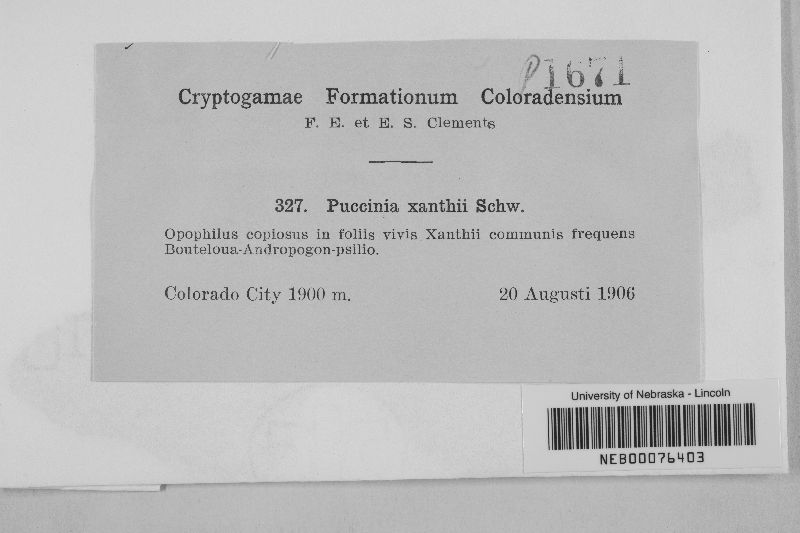 P1671
Cryptogamae Formationum Coloradensium
F. E. et E. S. Clements
327. Puccinia xanthii Schw.
Opophilus copiosus in foliis vivis Xanthii communis frequens
Bouteloua-Andropogon-psilio.
Colorado City 1900 m. 20 Augusti 1906
University of Nebraska - Lincoln
NEB00076403